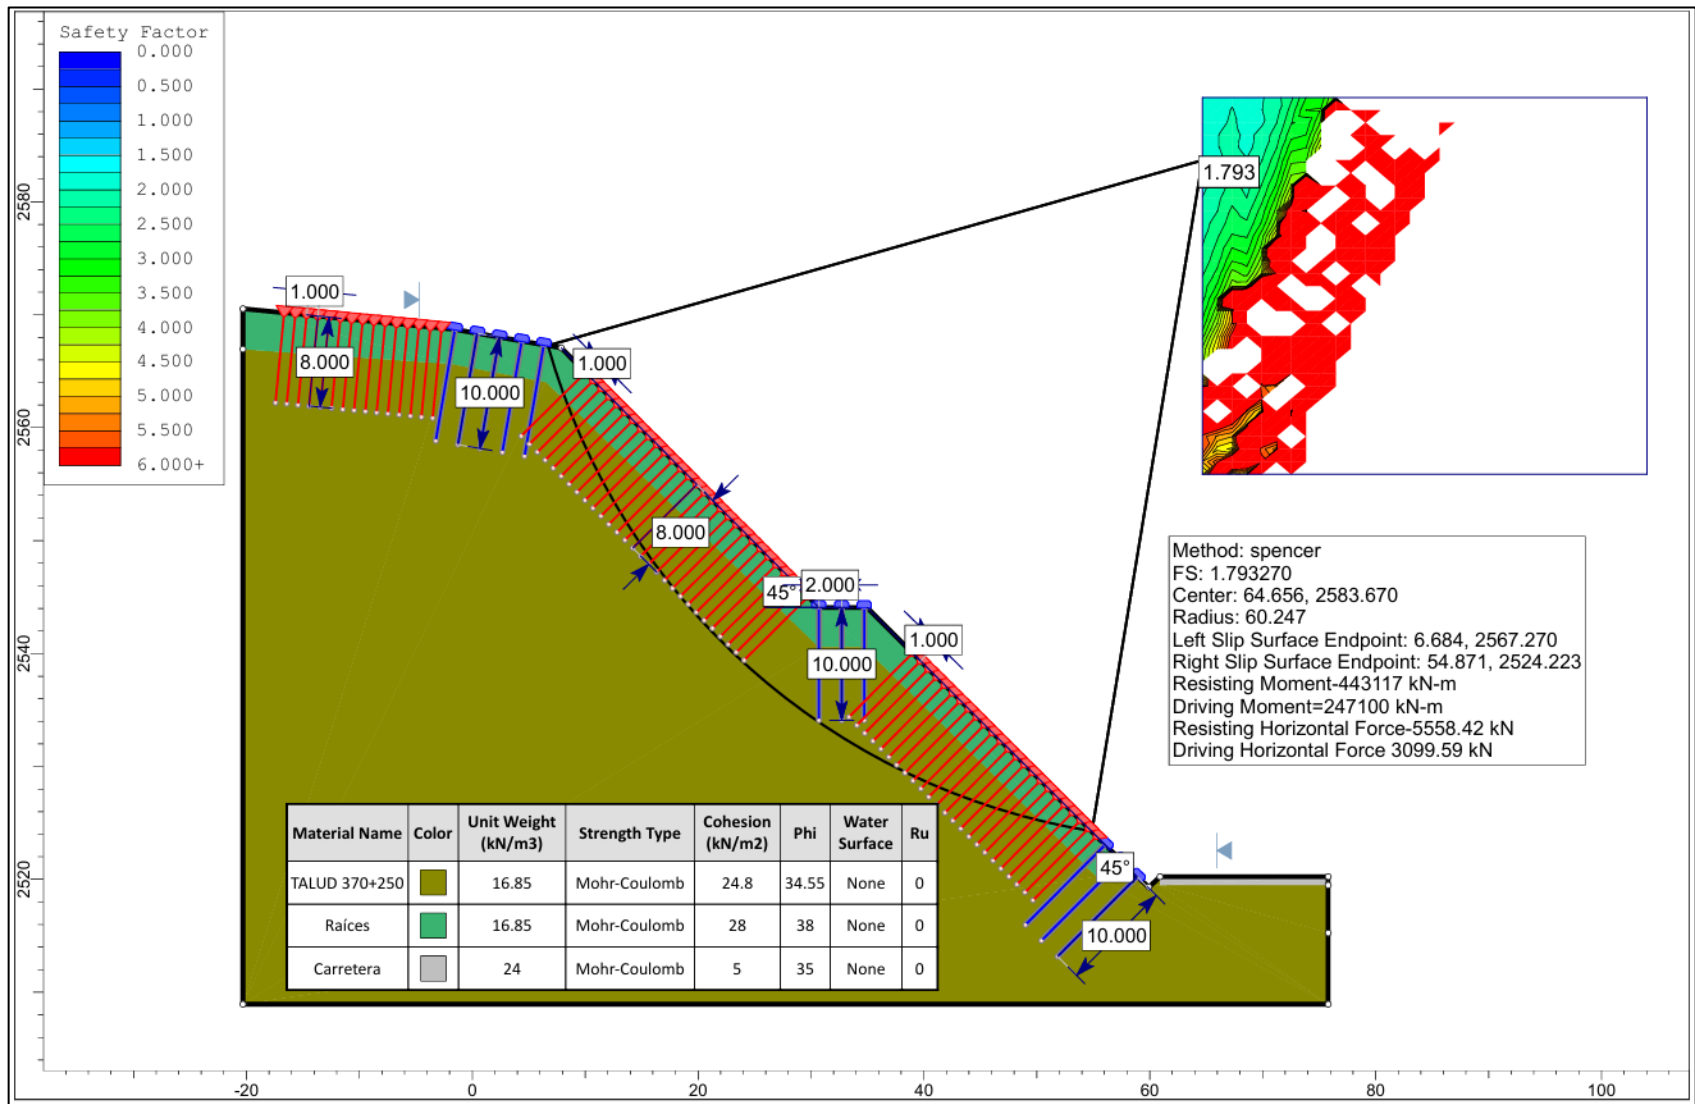 Safety Factor
0.000
0.500
1.000
1.500
2.000
2.500
3.000
3.500
4.000
4.500
5.000
5.500
6.000+
2580
2560
2540
2520
1.793
1.000
8.000
10.000
1.000
8.000
45°
2.000
10.000
1.000
45°
10.000
Method: spencer
FS: 1.793270
Center: 64.656, 2583.670
Radius: 60.247
Left Slip Surface Endpoint: 6.684, 2567.270
Right Slip Surface Endpoint: 54.871, 2524.223
Resisting Moment-443117 kN-m
Driving Moment=247100 kN-m
Resisting Horizontal Force-5558.42 kN
Driving Horizontal Force 3099.59 kN
Material Name Color Unit Weight (kN/m3) Strength Type Cohesion (kN/m2) Phi Water Surface Ru
TALUD 370+250 16.85 Mohr-Coulomb 24.8 34.55 None 0
Raíces 16.85 Mohr-Coulomb 28 38 None 0
Carretera 24 Mohr-Coulomb 5 35 None 0
-20 0 20 40 60 80 100